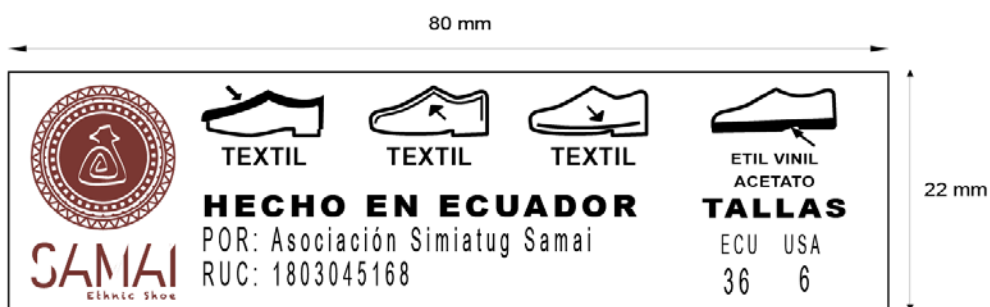 80 mm
TEXTIL
TEXTIL
TEXTIL
ETIL VINIL
ACETATO
HECHO EN ECUADOR
POR: Asociación Simiatug Samai
RUC: 1803045168
TALLAS
ECU USA
36 6
SAMAI
Ethnic Shoe
22 mm